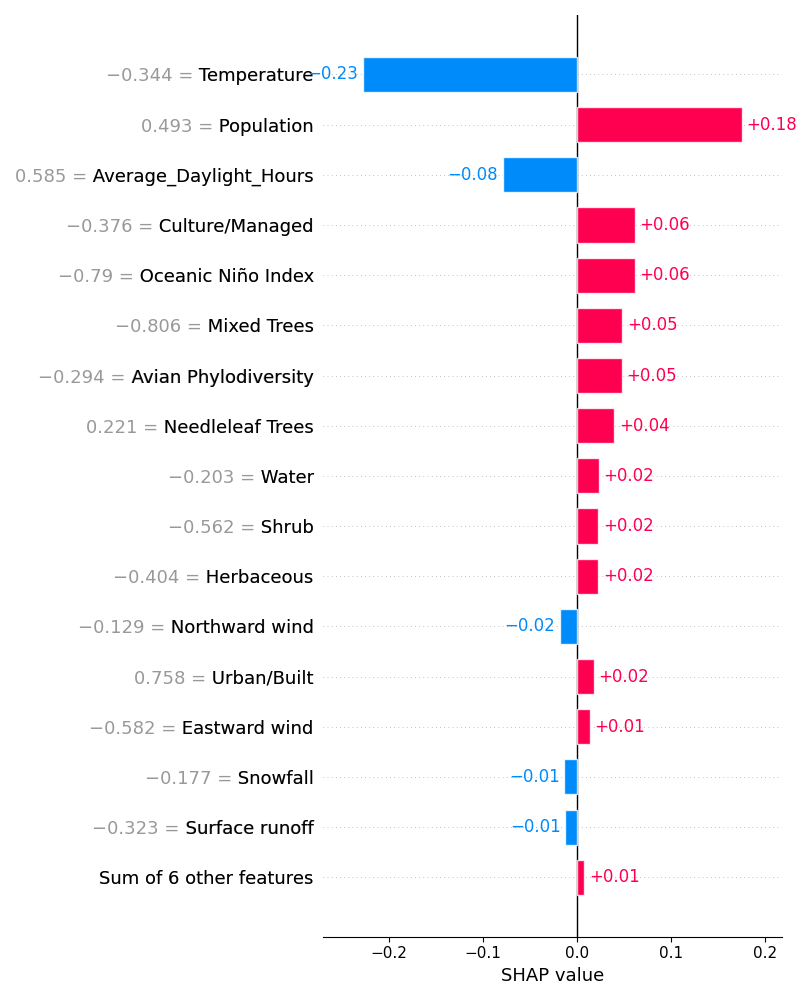 −0.344 = Temperature −0.23
0.493 = Population +0.18
0.585 = Average_Daylight_Hours −0.08
−0.376 = Culture/Managed +0.06
−0.79 = Oceanic Niño Index +0.06
−0.806 = Mixed Trees +0.05
−0.294 = Avian Phylodiversity +0.05
0.221 = Needleleaf Trees +0.04
−0.203 = Water +0.02
−0.562 = Shrub +0.02
−0.404 = Herbaceous +0.02
−0.129 = Northward wind −0.02
0.758 = Urban/Built +0.02
−0.582 = Eastward wind +0.01
−0.177 = Snowfall −0.01
−0.323 = Surface runoff −0.01
Sum of 6 other features +0.01
−0.2 −0.1 0.0 0.1 0.2
SHAP value